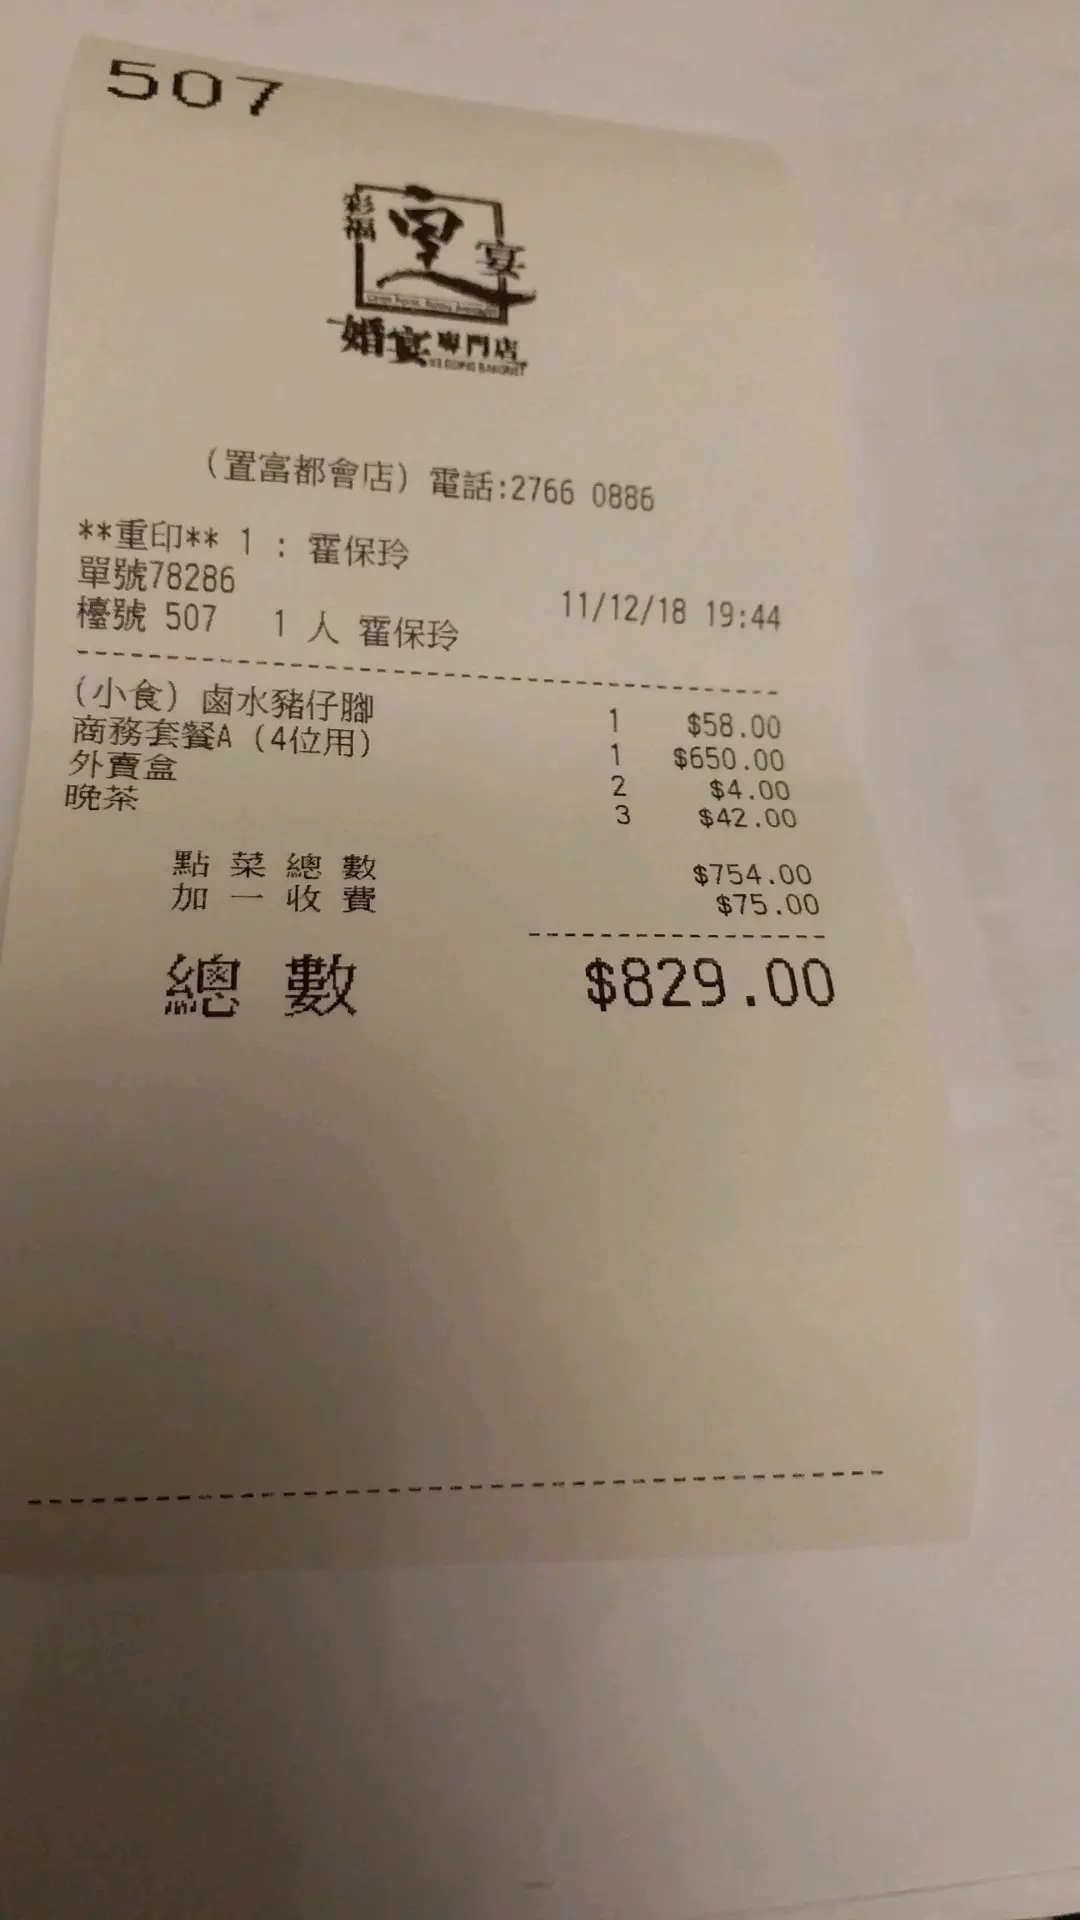 507
彩福
皇
宴
婚宴專門店
WEDDING BANQUET
(置富都會店) 電話:2766 0886
**重印** 1 : 霍保玲
單號78286
11/12/18 19:44
檯號 507 1 人 霍保玲
(小食) 鹵水豬仔腳 1 $58.00
商務套餐A (4位用) 1 $650.00
外賣盒 2 $4.00
晚茶 3 $42.00
點 菜 總 數 $754.00
加 一 收 費 $75.00
總 數 $829.00